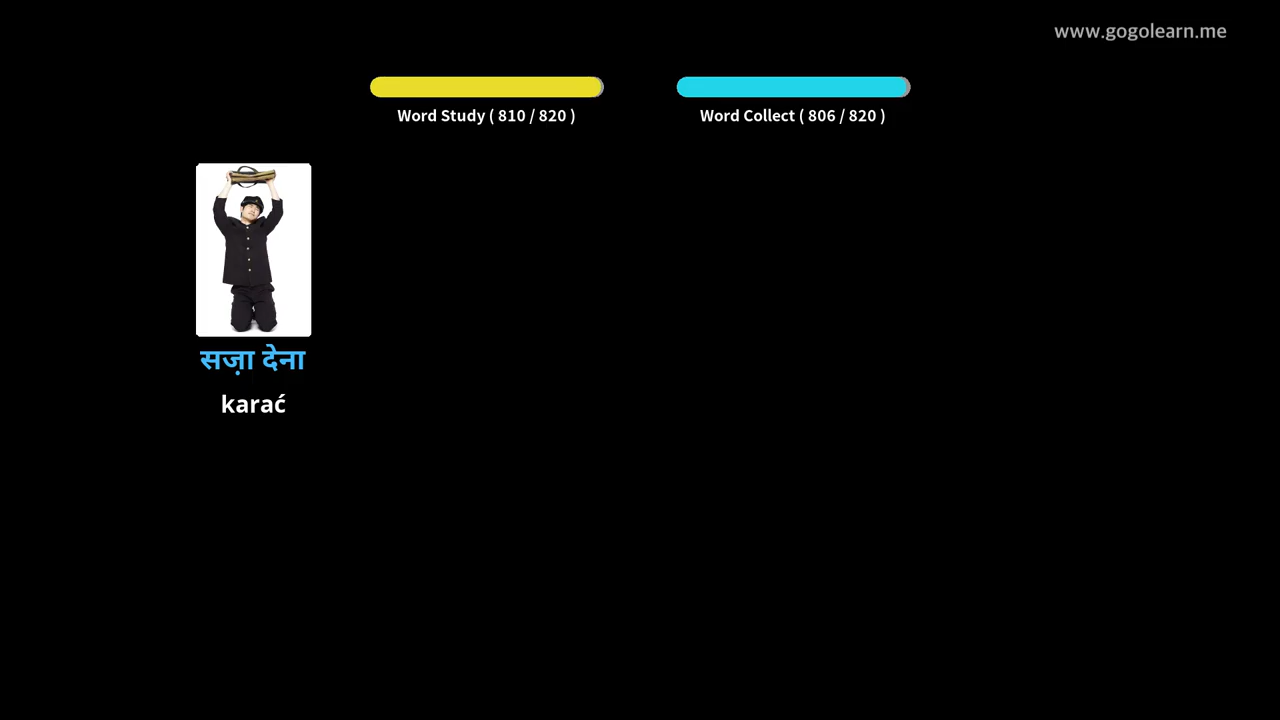 www.gogolearn.me
Word Study ( 810 / 820 )
Word Collect ( 806 / 820 )
सज़ा देना
karać